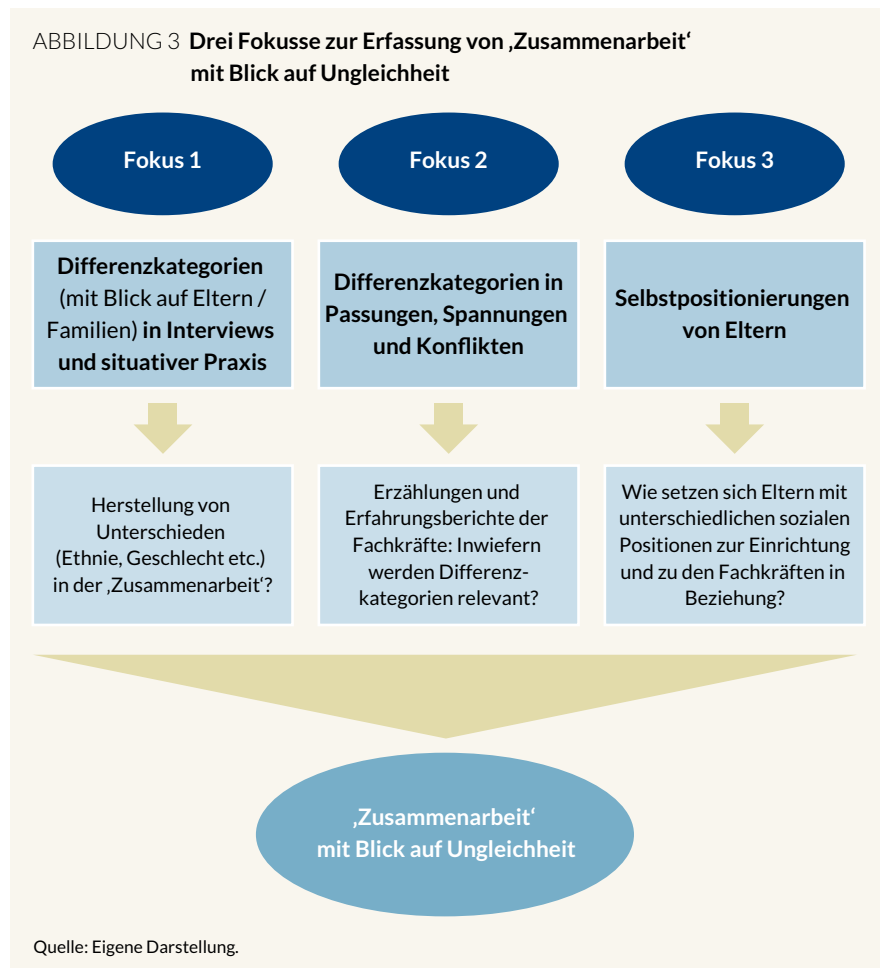 ABBILDUNG 3 Drei Fokusse zur Erfassung von ‚Zusammenarbeit‘
mit Blick auf Ungleichheit
Fokus 1
Fokus 2
Fokus 3
Differenzkategorien
(mit Blick auf Eltern /
Familien) in Interviews
und situativer Praxis
Differenzkategorien in
Passungen, Spannungen
und Konflikten
Selbstpositionierungen
von Eltern
Herstellung von
Unterschieden
(Ethnie, Geschlecht etc.)
in der ‚Zusammenarbeit‘?
Erzählungen und
Erfahrungsberichte der
Fachkräfte: Inwiefern
werden Differenz-
kategorien relevant?
Wie setzen sich Eltern mit
unterschiedlichen sozialen
Positionen zur Einrichtung
und zu den Fachkräften in
Beziehung?
‚Zusammenarbeit‘
mit Blick auf Ungleichheit
Quelle: Eigene Darstellung.